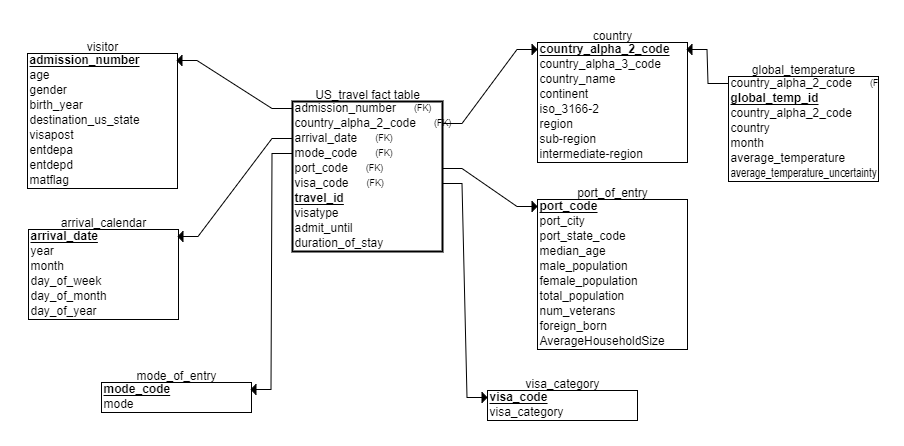 visitor
admission_number
age
gender
birth_year
destination_us_state
visapost
entdepa
entdepd
matflag
arrival_calendar
arrival_date
year
month
day_of_week
day_of_month
day_of_year
mode_of_entry
mode_code
mode
US_travel fact table
admission_number (FK)
country_alpha_2_code (FK)
arrival_date (FK)
mode_code (FK)
port_code (FK)
visa_code (FK)
travel_id
visatype
admit_until
duration_of_stay
country
country_alpha_2_code
country_alpha_3_code
country_name
continent
iso_3166-2
region
sub-region
intermediate-region
global_temperature
country_alpha_2_code (F
global_temp_id
country_alpha_2_code
country
month
average_temperature
average_temperature_uncertainty
port_of_entry
port_code
port_city
port_state_code
median_age
male_population
female_population
total_population
num_veterans
foreign_born
AverageHouseholdSize
visa_category
visa_code
visa_category